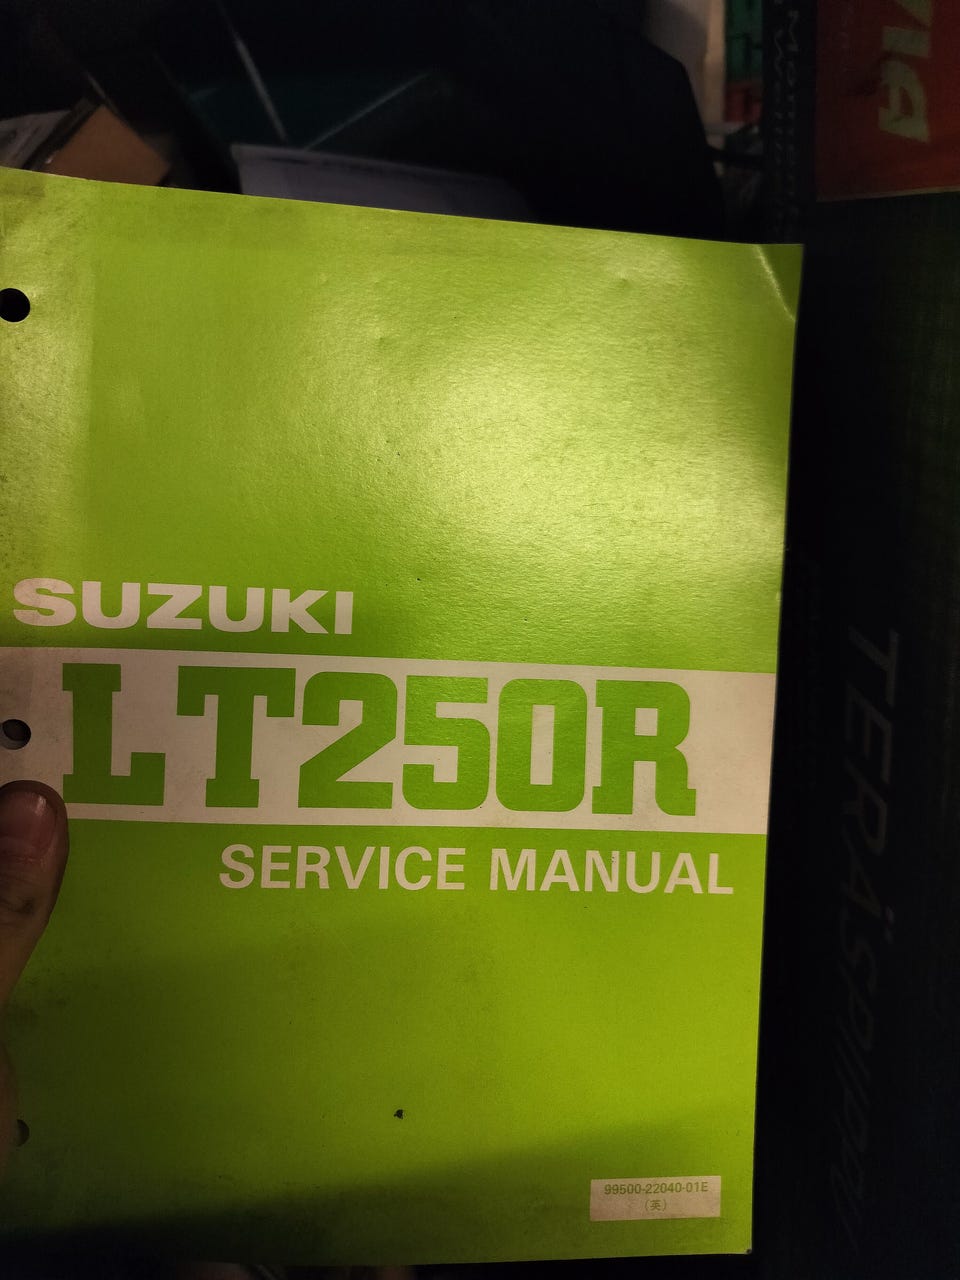 SUZUKI
LT250R
SERVICE MANUAL
99500-22040-01E
(英)